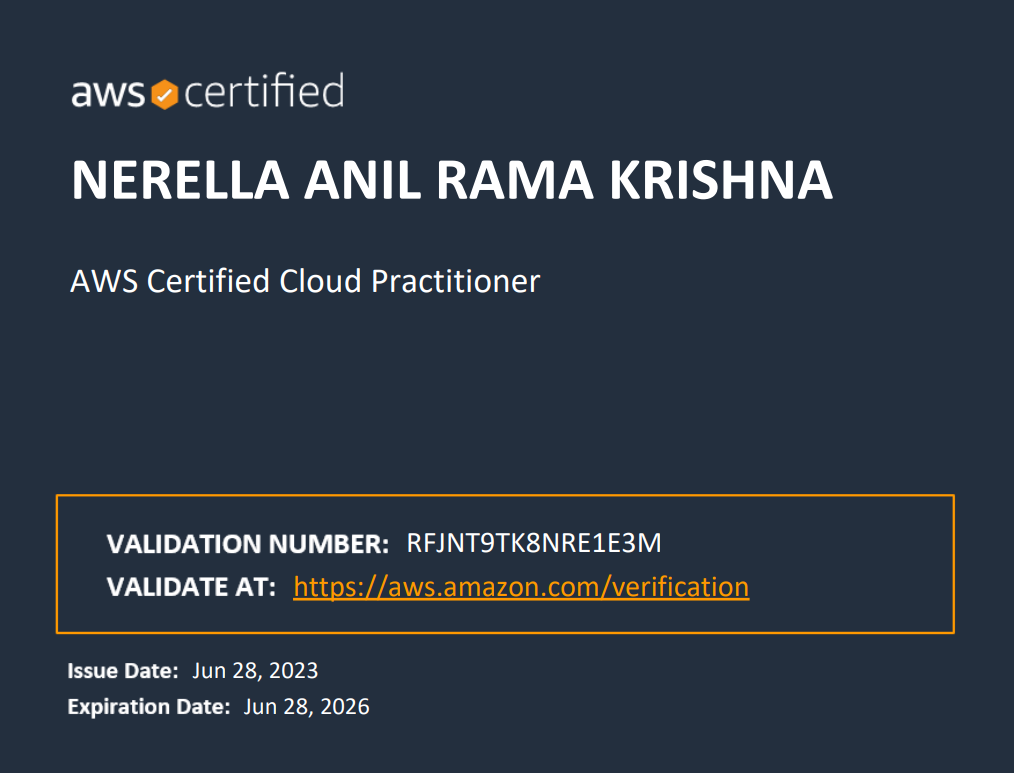 aws certified
NERELLA ANIL RAMA KRISHNA
AWS Certified Cloud Practitioner
VALIDATION NUMBER: RFJNT9TK8NRE1E3M
VALIDATE AT: https://aws.amazon.com/verification
Issue Date: Jun 28, 2023
Expiration Date: Jun 28, 2026